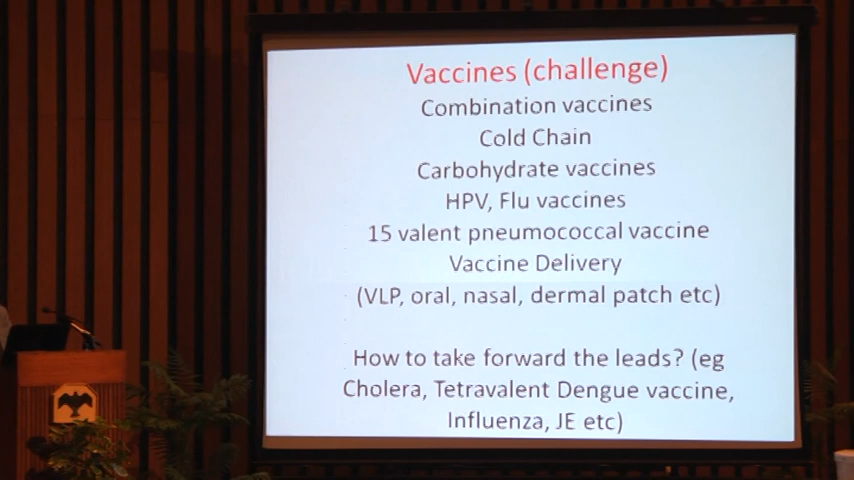 Vaccines (challenge)
Combination vaccines
Cold Chain
Carbohydrate vaccines
HPV, Flu vaccines
15 valent pneumococcal vaccine
Vaccine Delivery
(VLP, oral, nasal, dermal patch etc)
How to take forward the leads? (eg
Cholera, Tetravalent Dengue vaccine,
Influenza, JE etc)